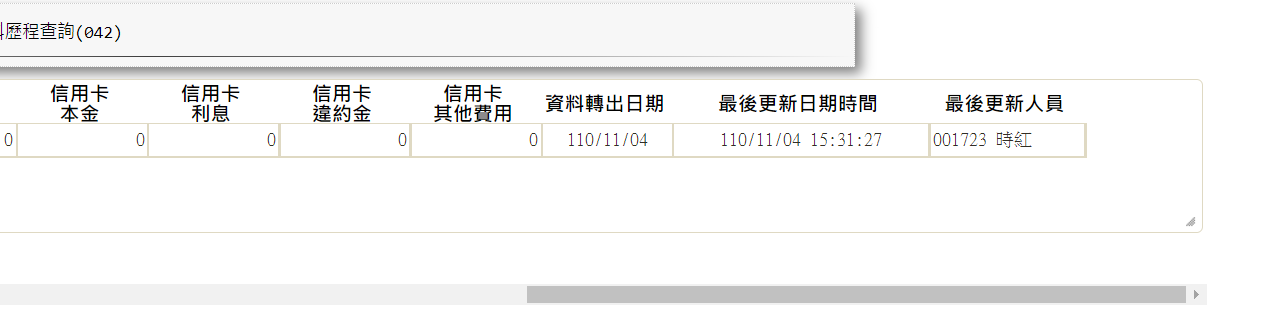 歷程查詢(042)
信用卡 信用卡 信用卡 信用卡 資料轉出日期 最後更新日期時間 最後更新人員
本金 利息 違約金 其他費用
0 0 0 0 0 110/11/04 110/11/04 15:31:27 001723 時紅